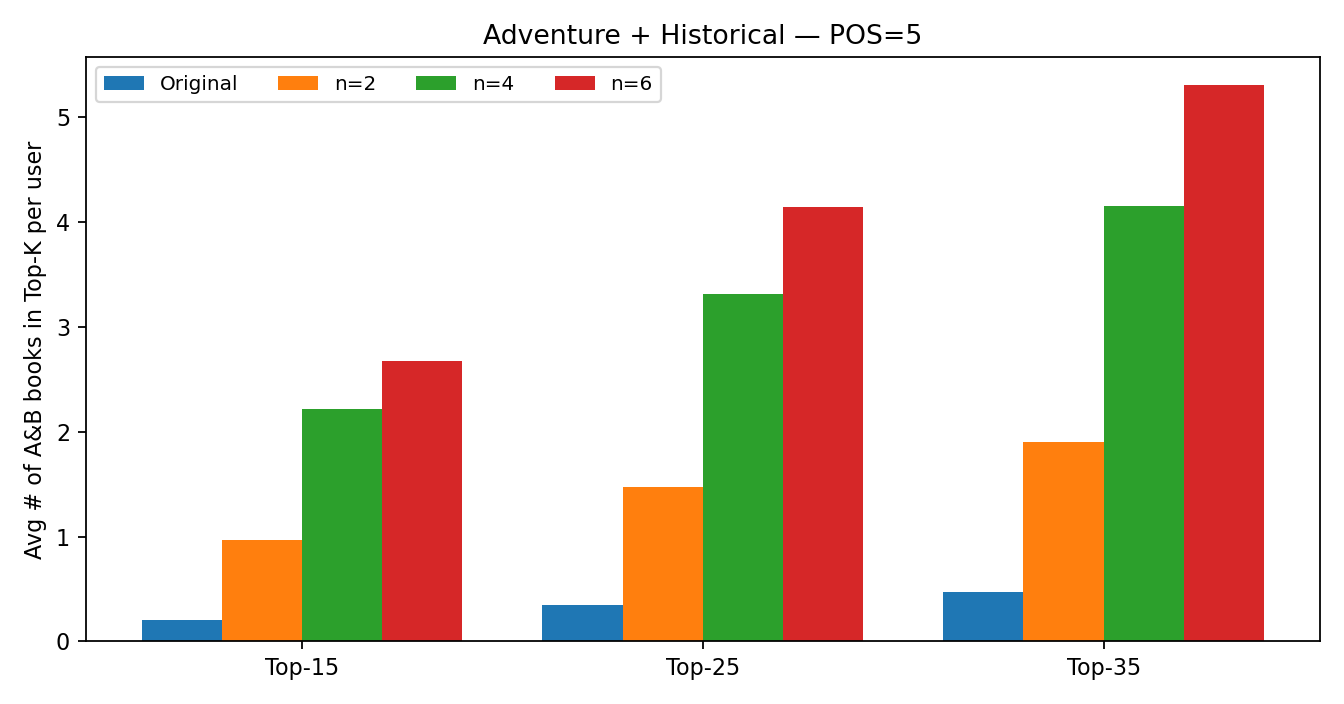 Adventure + Historical — POS=5
Original n=2 n=4 n=6
Avg # of A&B books in Top-K per user
5
4
3
2
1
0
Top-15 Top-25 Top-35